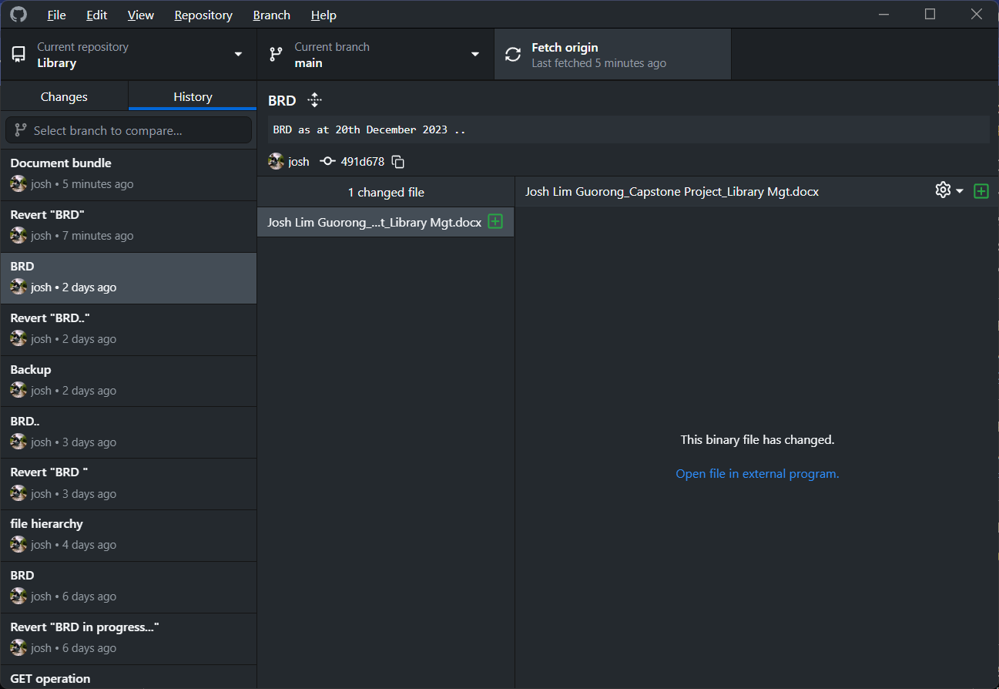 File Edit View Repository Branch Help
Current repository
Library
Current branch
main
Fetch origin
Last fetched 5 minutes ago
Changes
History
Select branch to compare...
Document bundle
josh • 5 minutes ago
Revert "BRD"
josh • 7 minutes ago
BRD
josh • 2 days ago
Revert "BRD.."
josh • 2 days ago
Backup
josh • 2 days ago
BRD..
josh • 3 days ago
Revert "BRD "
josh • 3 days ago
file hierarchy
josh • 4 days ago
BRD
josh • 6 days ago
Revert "BRD in progress..."
josh • 6 days ago
GET operation
BRD
BRD as at 20th December 2023 ..
josh 491d678
1 changed file
Josh Lim Guorong_...t_Library Mgt.docx
Josh Lim Guorong_Capstone Project_Library Mgt.docx
This binary file has changed.
Open file in external program.